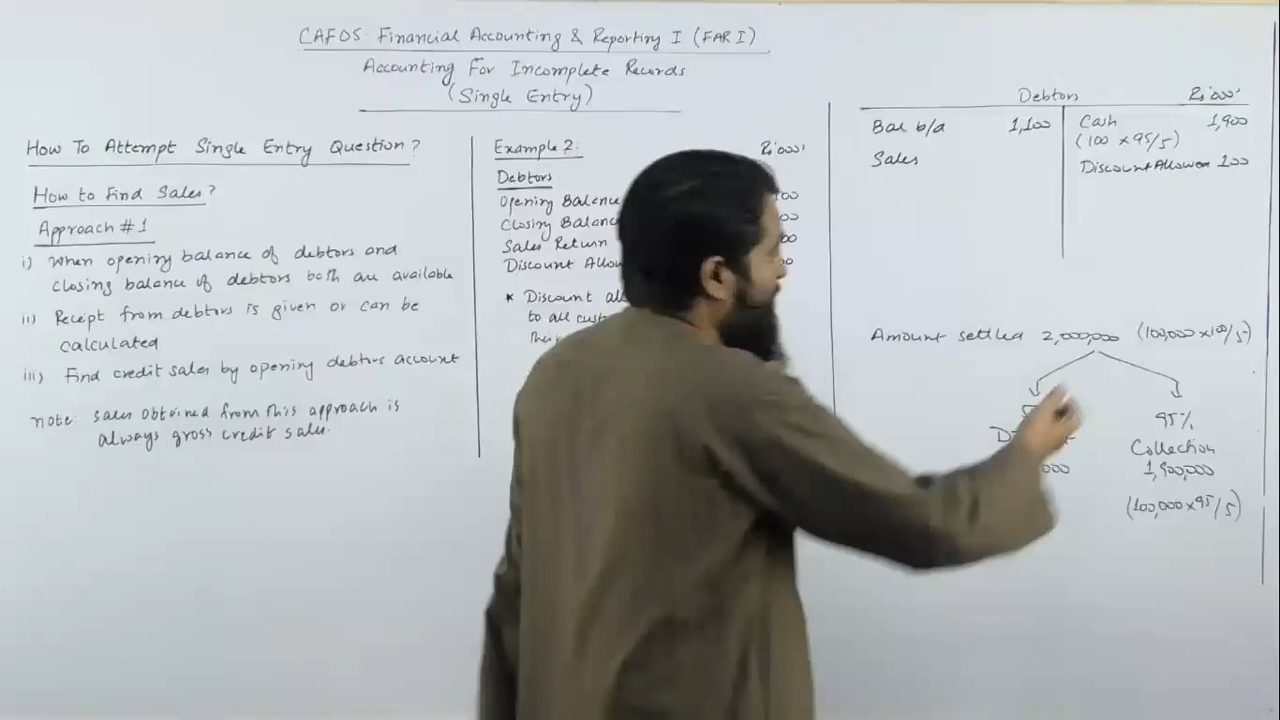 CAF05 Financial Accounting & Reporting I (FAR I)
Accounting For Incomplete Records
(Single Entry)
How To Attempt Single Entry Question?
How to find Sales?
Approach #1
i) When opening balance of debtors and
closing balance of debtors both are available
ii) Recept from debtors is given or can be
calculated
iii) Find credit sales by opening debtors account
note: Sales obtained from this approach is
always gross credit sales.
Example 2:
Rs'000'
Debtors
Opening Balance
Closing Balance
Sales Return
Discount
* Discount
to all
Debtors
Rs'000'
Bal b/d 1,100
Cash 1,900
(100 x 95/5)
Sales
Discount Allowed 100
Amount settled 2,000,000 (100,000 x 100/5)
95%
Collection
1,900,000
(100,000 x 95/5)